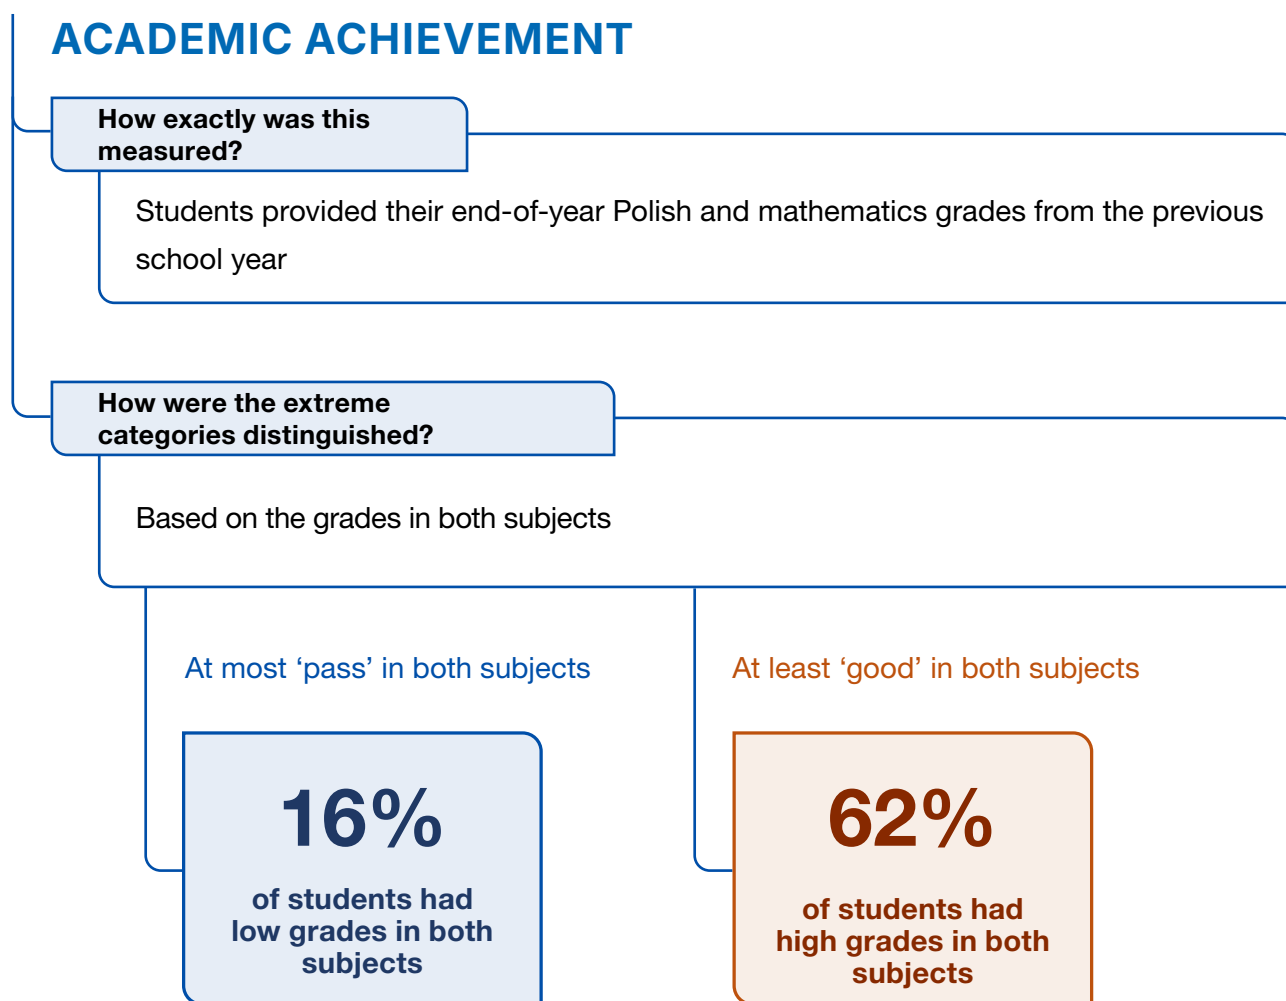 ACADEMIC ACHIEVEMENT
How exactly was this
measured?
Students provided their end-of-year Polish and mathematics grades from the previous
school year
How were the extreme
categories distinguished?
Based on the grades in both subjects
At most ‘pass’ in both subjects
At least ‘good’ in both subjects
16%
of students had
low grades in both
subjects
62%
of students had
high grades in both
subjects